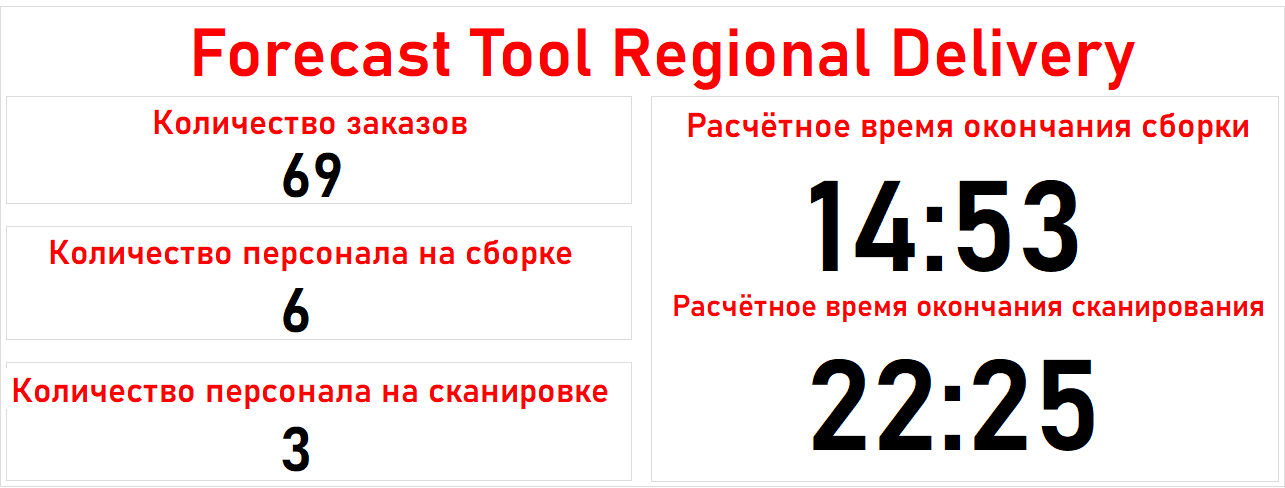 Forecast Tool Regional Delivery
Количество заказов
69
Количество персонала на сборке
6
Количество персонала на сканировке
3
Расчётное время окончания сборки
14:53
Расчётное время окончания сканирования
22:25